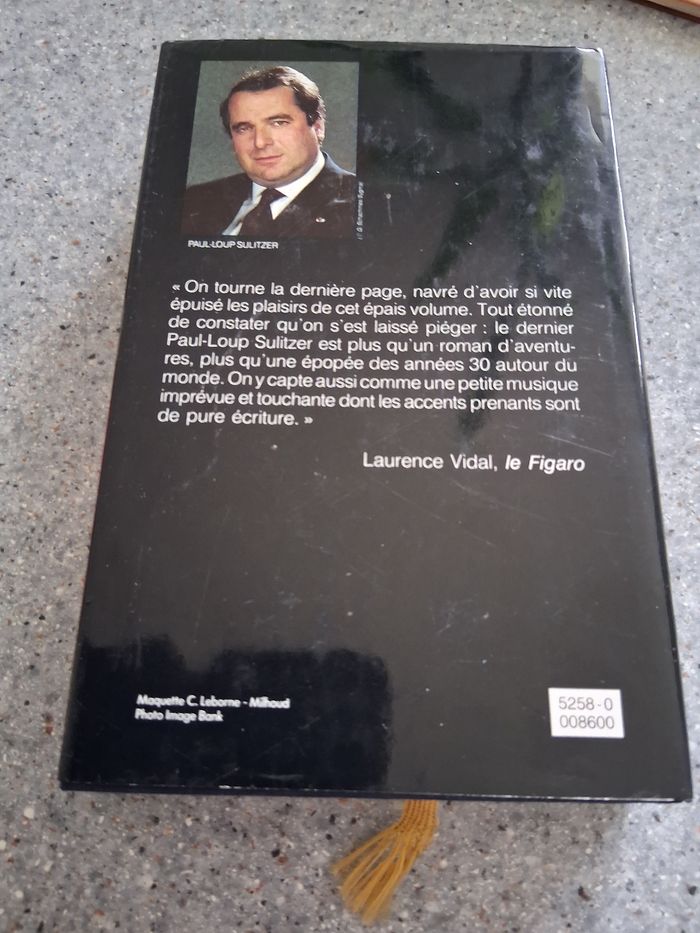 PAUL-LOUP SULITZER
« On tourne la dernière page, navré d'avoir si vite
épuisé les plaisirs de cet épais volume. Tout étonné
de constater qu'on s'est laissé piéger : le dernier
Paul-Loup Sulitzer est plus qu'un roman d'aventu-
res, plus qu'une épopée des années 30 autour du
monde. On y capte aussi comme une petite musique
imprévue et touchante dont les accents prenants sont
de pure écriture. »
Laurence Vidal, le Figaro
Maquette C. Leborne - Milhoud
Photo Image Bank
5258-0
008600